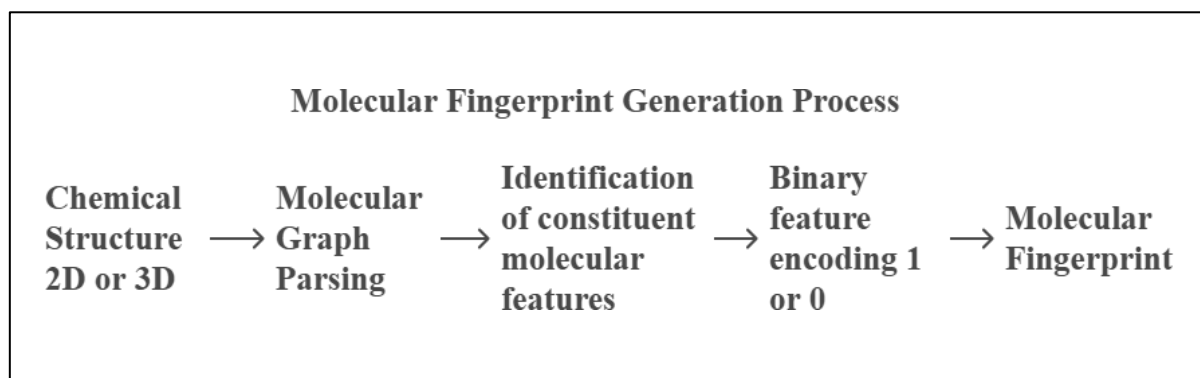 Molecular Fingerprint Generation Process
Chemical
Structure
2D or 3D
Molecular
Graph
Parsing
Identification
of constituent
molecular
features
Binary
feature
encoding 1
or 0
Molecular
Fingerprint